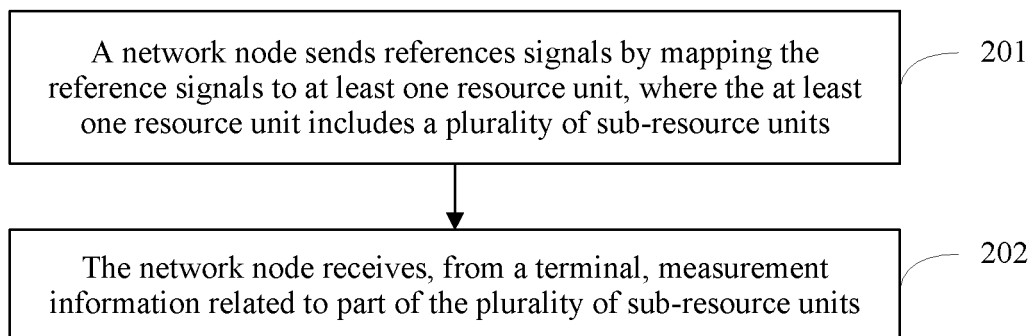 A network node sends references signals by mapping the
reference signals to at least one resource unit, where the at least
one resource unit includes a plurality of sub-resource units
201
The network node receives, from a terminal, measurement
information related to part of the plurality of sub-resource units
202